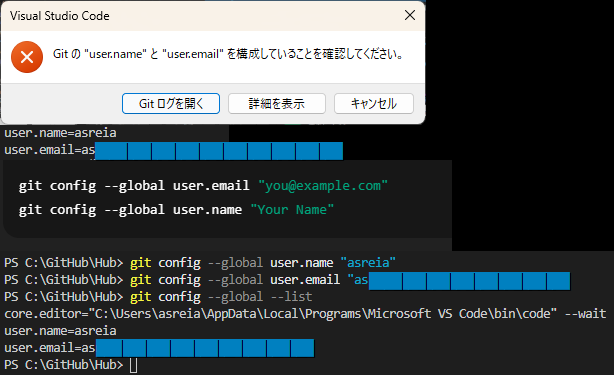 Visual Studio Code
Git の "user.name" と "user.email" を構成していることを確認してください。
Git ログを開く
詳細を表示
キャンセル
user.name=asreia
user.email=as
git config --global user.email "you@example.com"
git config --global user.name "Your Name"
PS C:\GitHub\Hub> git config --global user.name "asreia"
PS C:\GitHub\Hub> git config --global user.email "as
PS C:\GitHub\Hub> git config --global --list
core.editor="C:\Users\asreia\AppData\Local\Programs\Microsoft VS Code\bin\code" --wait
user.name=asreia
user.email=as
PS C:\GitHub\Hub>